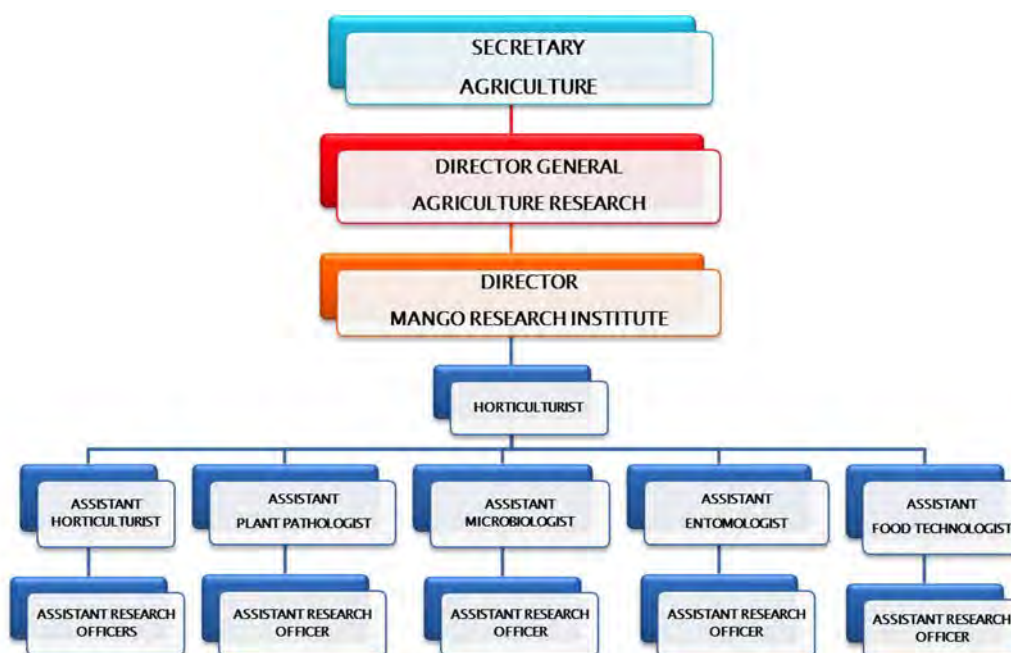 SECRETARY
AGRICULTURE
DIRECTOR GENERAL
AGRICULTURE RESEARCH
DIRECTOR
MANGO RESEARCH INSTITUTE
HORTICULTURIST
ASSISTANT
HORTICULTURIST
ASSISTANT
PLANT PATHOLOGIST
ASSISTANT
MICROBIOLOGIST
ASSISTANT
ENTOMOLOGIST
ASSISTANT
FOOD TECHNOLOGIST
ASSISTANT RESEARCH
OFFICERS
ASSISTANT RESEARCH
OFFICER
ASSISTANT RESEARCH
OFFICER
ASSISTANT RESEARCH
OFFICER
ASSISTANT RESEARCH
OFFICER